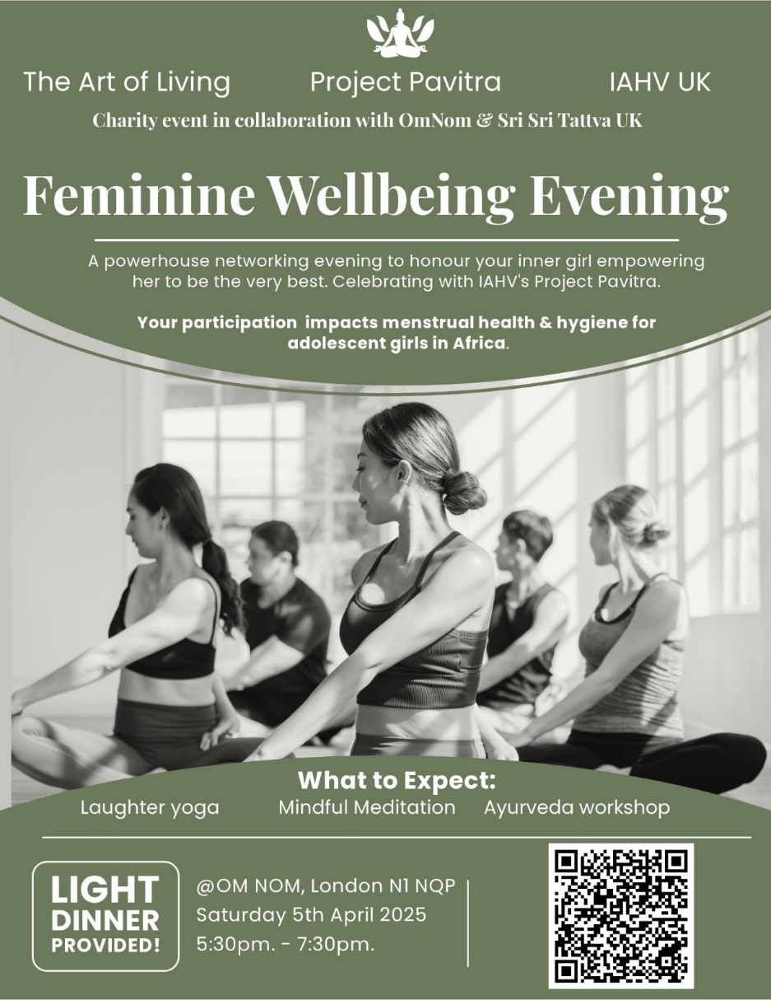 The Art of Living Project Pavitra IAHV UK
Charity event in collaboration with OmNom & Sri Sri Tattva UK
Feminine Wellbeing Evening
A powerhouse networking evening to honour your inner girl empowering
her to be the very best. Celebrating with IAHV's Project Pavitra.
Your participation impacts menstrual health & hygiene for
adolescent girls in Africa.
What to Expect:
Laughter yoga Mindful Meditation Ayurveda workshop
LIGHT
DINNER
PROVIDED!
@OM NOM, London N1 NQP
Saturday 5th April 2025
5:30pm. - 7:30pm.